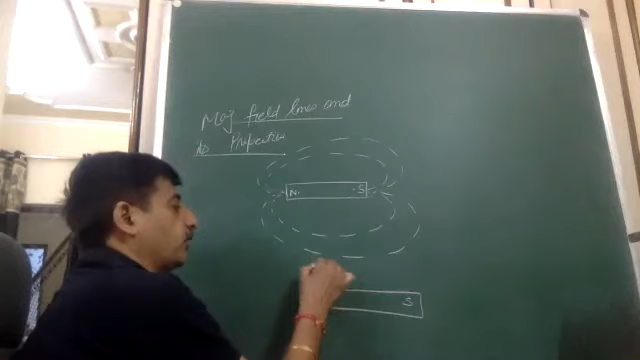 Mag field lines and
its Properties
N. .S
S